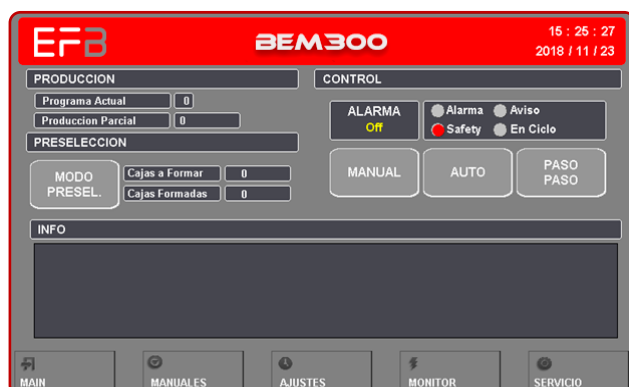 EFB
BEM300
15 : 25 : 27
2018 / 11 / 23
PRODUCCION
Programa Actual 0
Produccion Parcial 0
PRESELECCION
MODO
PRESEL.
Cajas a Formar 0
Cajas Formadas 0
CONTROL
ALARMA
Off
Alarma Aviso
Safety En Ciclo
MANUAL
AUTO
PASO
PASO
INFO
MAIN
MANUALES
AJUSTES
MONITOR
SERVICIO